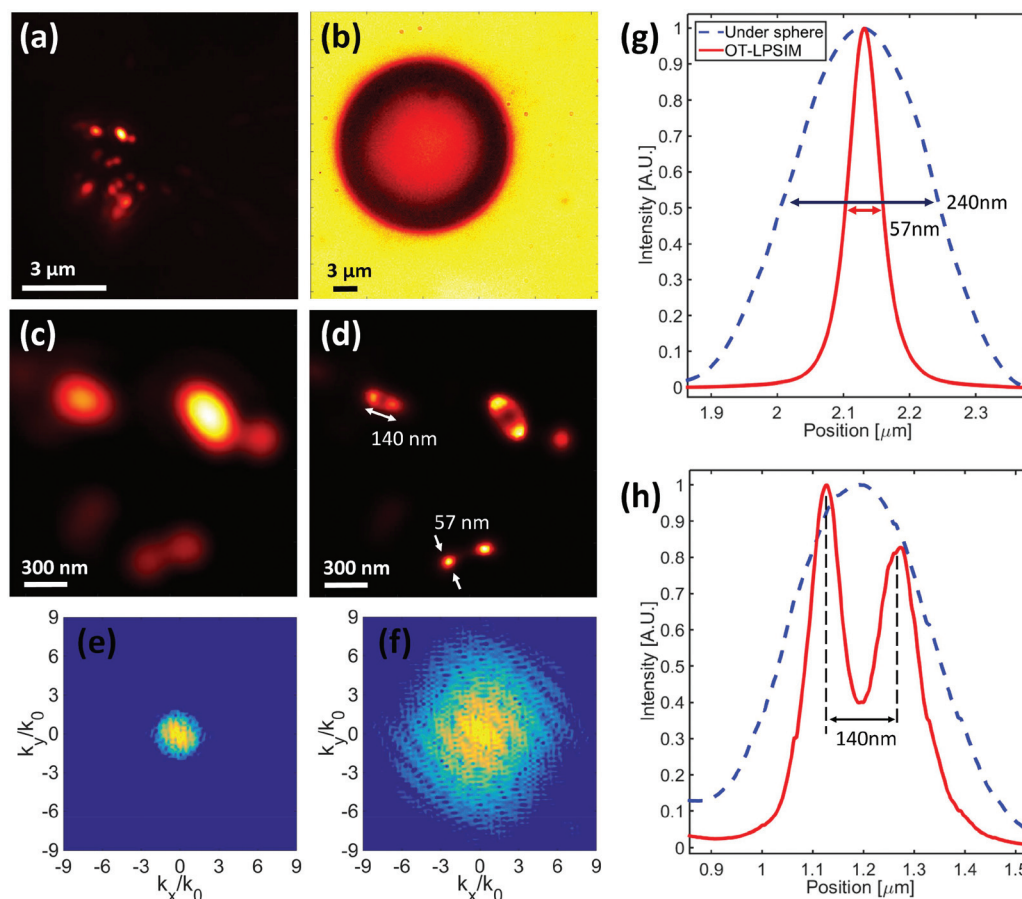 (a)
3 μm
(b)
3 μm
(c)
300 nm
(d)
140 nm
57 nm
300 nm
(e)
9
6
3
0
-3
-6
-9
k_y/k_0
-9 -6 -3 0 3 6 9
k_x/k_0
(f)
9
6
3
0
-3
-6
-9
k_y/k_0
-9 -6 -3 0 3 6 9
k_x/k_0
(g)
Under sphere
OT-LPSIM
1
0.9
0.8
0.7
0.6
0.5
0.4
0.3
0.2
0.1
0
Intensity [A.U.]
240nm
57nm
1.9 2 2.1 2.2 2.3
Position [μm]
(h)
1
0.9
0.8
0.7
0.6
0.5
0.4
0.3
0.2
0.1
0
Intensity [A.U.]
140nm
0.9 1 1.1 1.2 1.3 1.4 1.5
Position [μm]